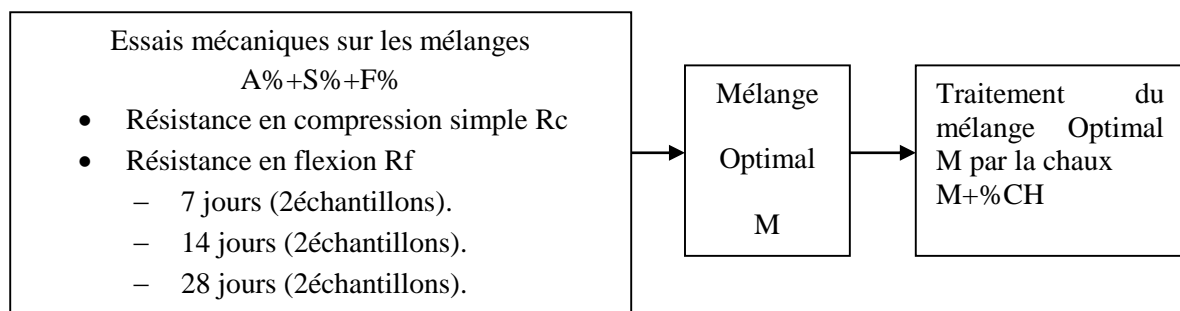 Essais mécaniques sur les mélanges
A%+S%+F%
• Résistance en compression simple Rc
• Résistance en flexion Rf
− 7 jours (2échantillons).
− 14 jours (2échantillons).
− 28 jours (2échantillons).
Mélange
Optimal
M
Traitement du
mélange Optimal
M par la chaux
M+%CH